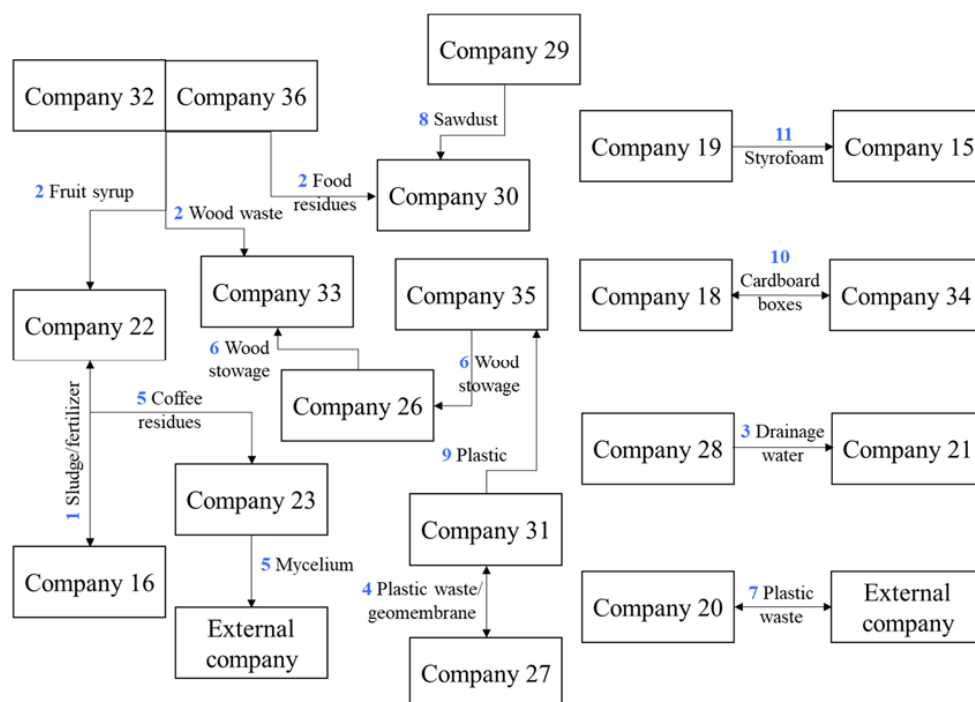 Company 29
Company 32
Company 36
8 Sawdust
Company 19
11
Styrofoam
Company 15
2 Fruit syrup
2 Food
residues
Company 30
2 Wood waste
10
Cardboard
boxes
Company 33
Company 35
Company 18
Company 34
Company 22
6 Wood
stowage
6 Wood
stowage
Company 26
5 Coffee
residues
1 Sludge/fertilizer
9 Plastic
Company 28
3 Drainage
water
Company 21
Company 23
Company 31
Company 16
5 Mycelium
4 Plastic waste/
geomembrane
Company 20
7 Plastic
waste
External
company
External
company
Company 27